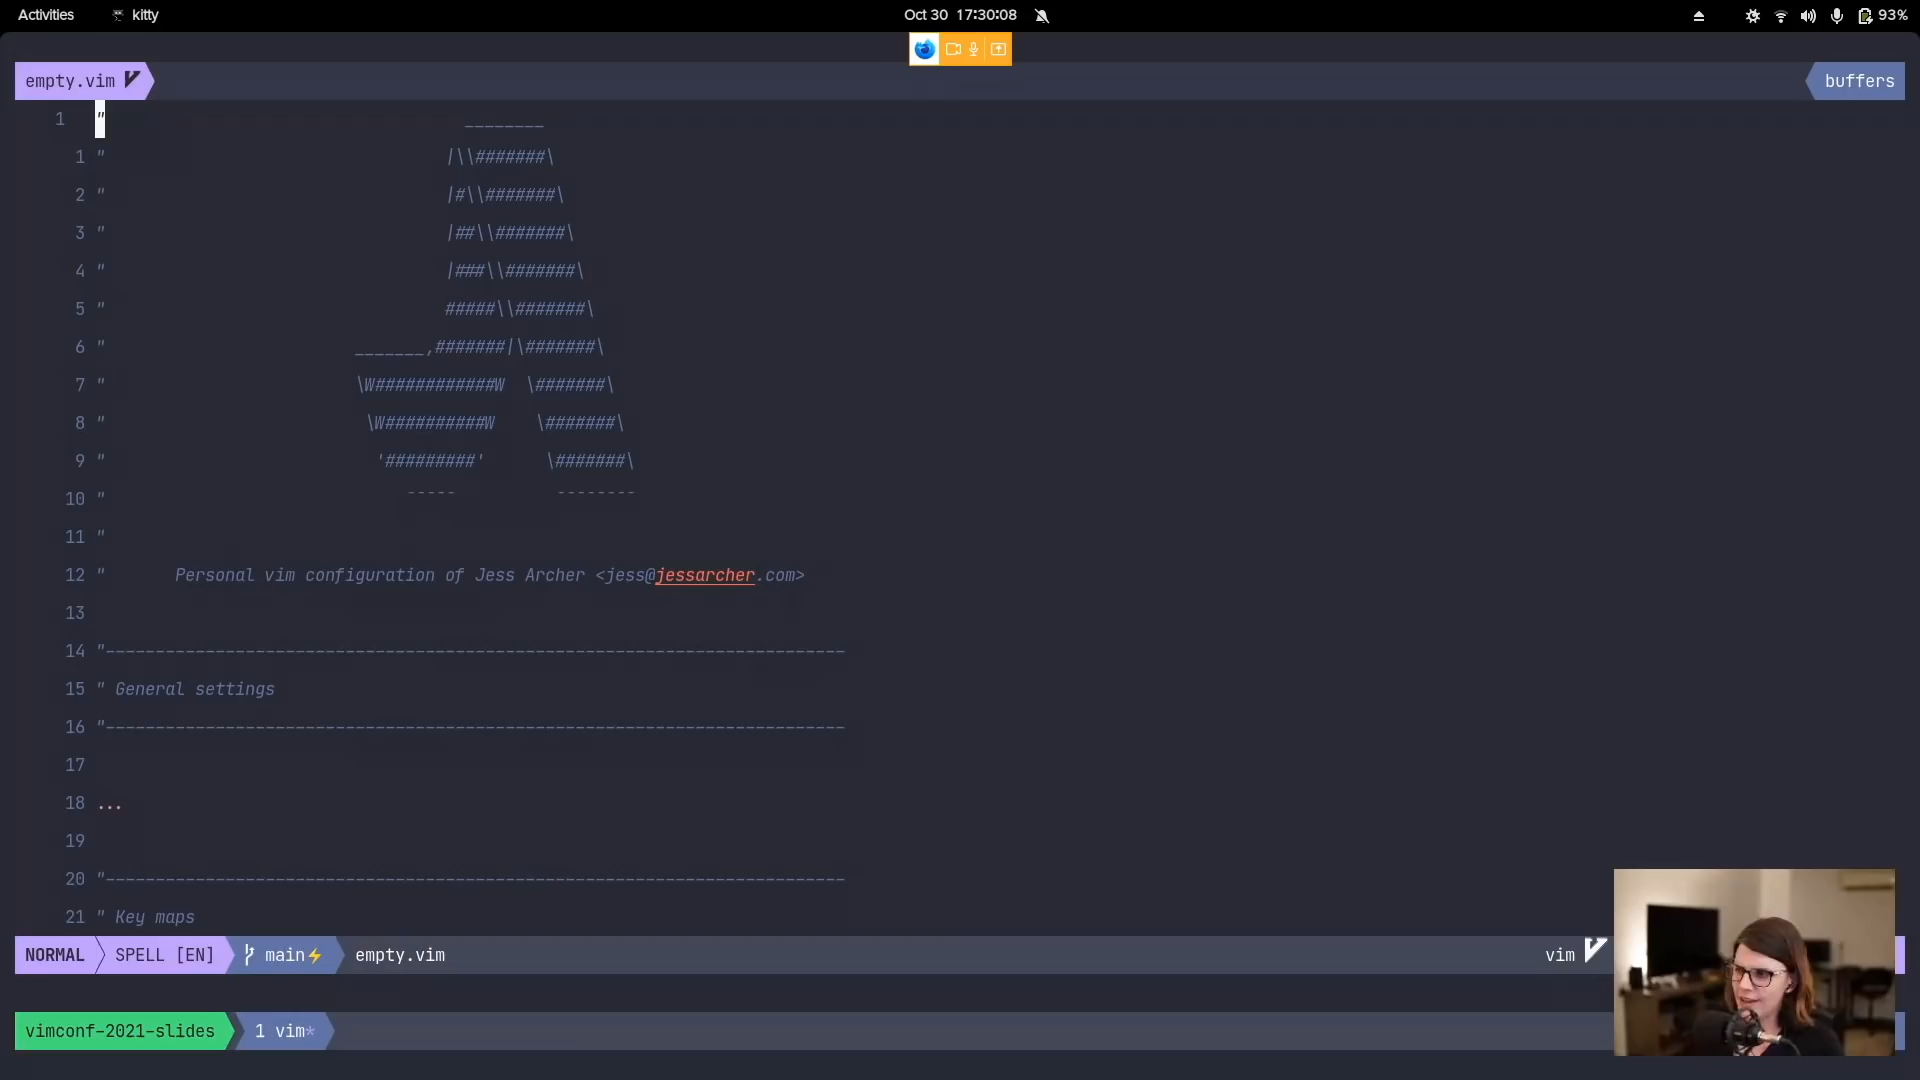 Activities kitty Oct 30 17:30:08 93%
empty.vim buffers
1 " ________
1 " |\\#######\
2 " |#\\#######\
3 " |##\\#######\
4 " |###\\#######\
5 " #####\\#######\
6 " _______,#######|\#######\
7 " \W############W \#######\
8 " \W##########W \#######\
9 " '#########' \#######\
10 " ----- --------
11 "
12 " Personal vim configuration of Jess Archer <jess@jessarcher.com>
13
14 "--------------------------------------------------------------------------
15 " General settings
16 "--------------------------------------------------------------------------
17
18 ...
19
20 "--------------------------------------------------------------------------
21 " Key maps
NORMAL SPELL [EN] main⚡ empty.vim vim
vimconf-2021-slides 1 vim*